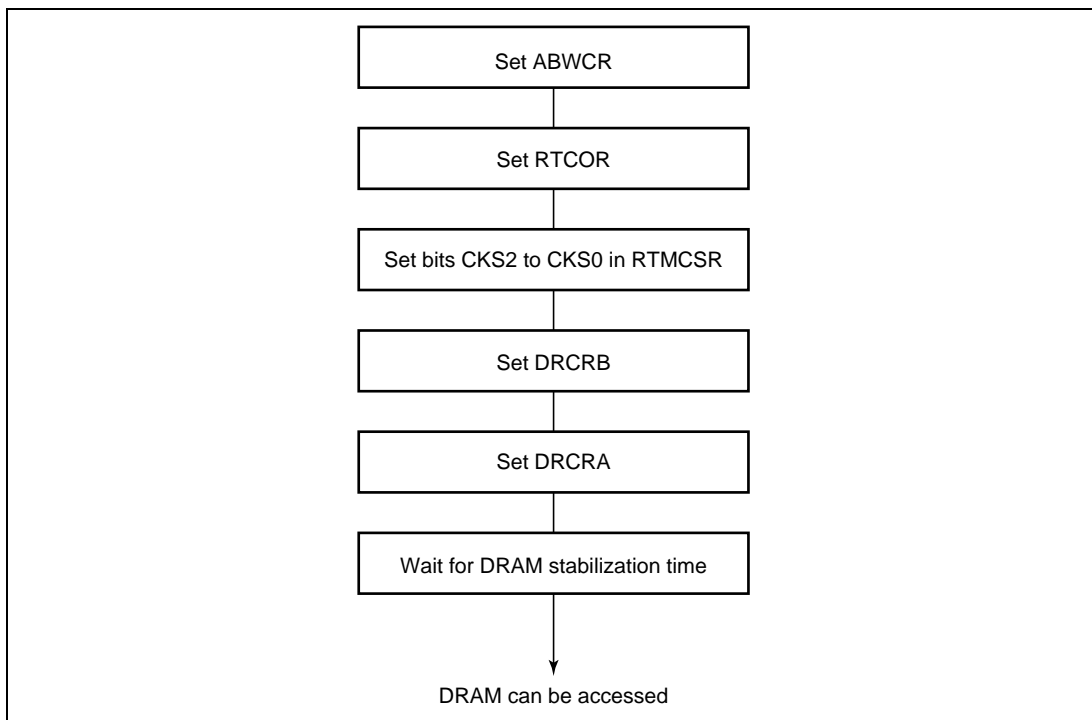 Set ABWCR
Set RTCOR
Set bits CKS2 to CKS0 in RTMCSR
Set DRCRB
Set DRCRA
Wait for DRAM stabilization time
DRAM can be accessed